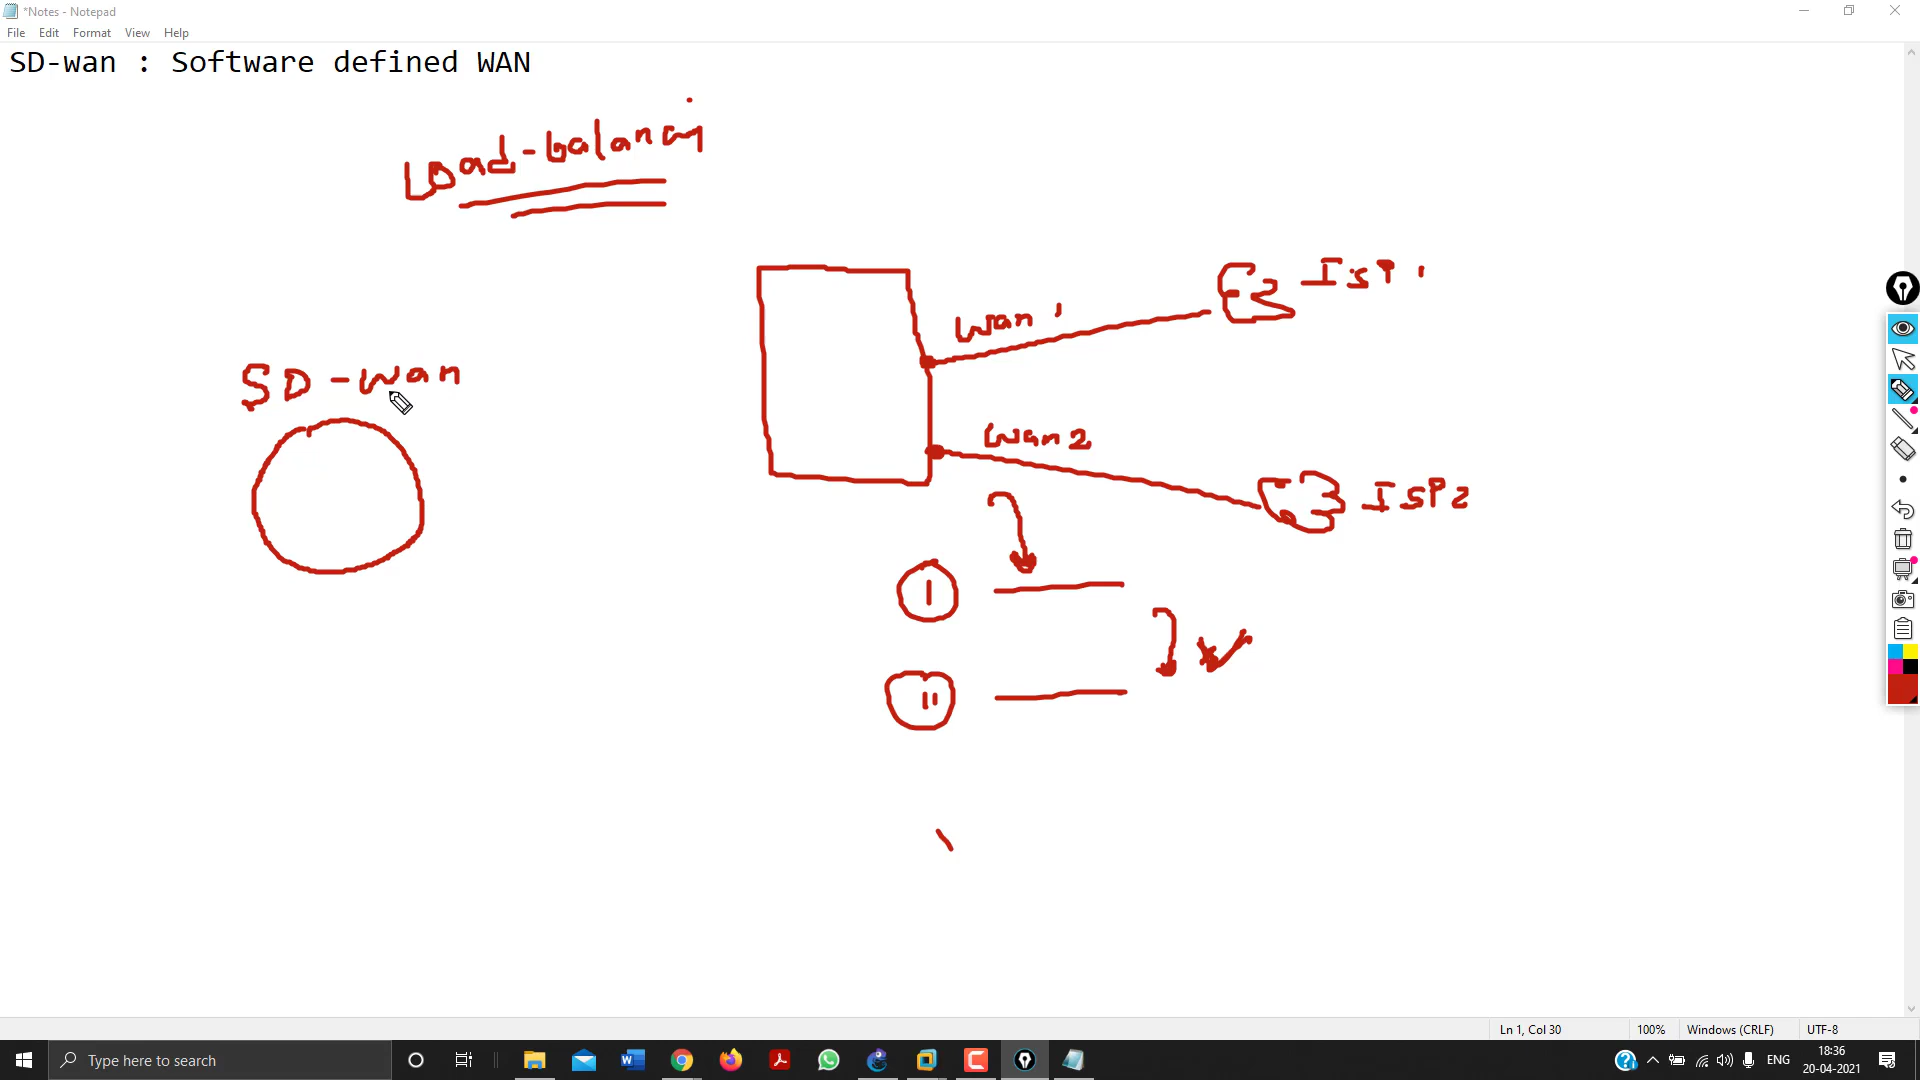 *Notes - Notepad
File Edit Format View Help
SD-wan : Software defined WAN
Load-balancing
ISP 1
Wan 1
SD-Wan
Wan 2
ISP 2
I
II
Ln 1, Col 30
100%
Windows (CRLF)
UTF-8
Type here to search
ENG
18:36
20-04-2021